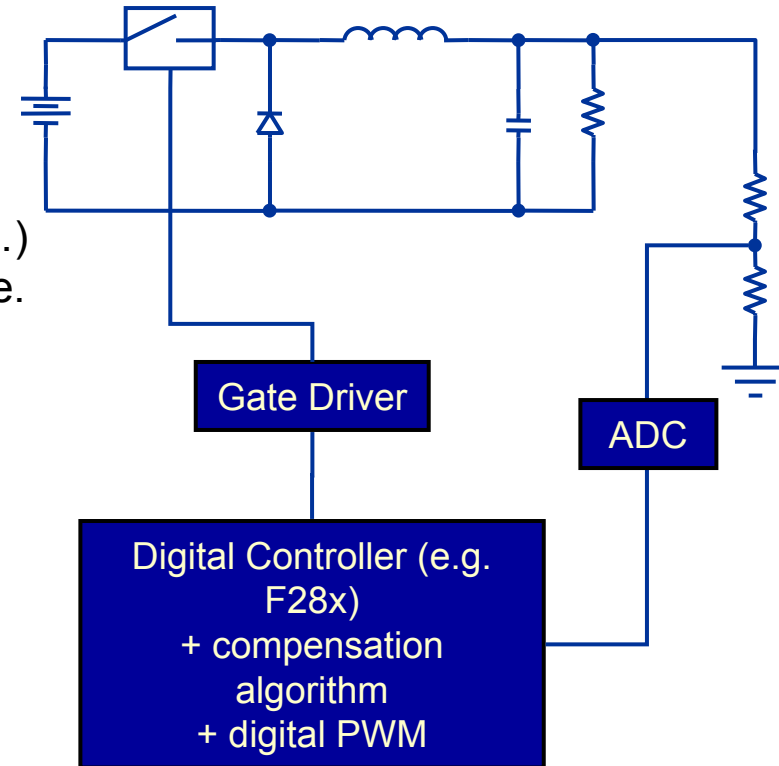 .)
e.
Gate Driver
ADC
Digital Controller (e.g.
F28x)
+ compensation
algorithm
+ digital PWM